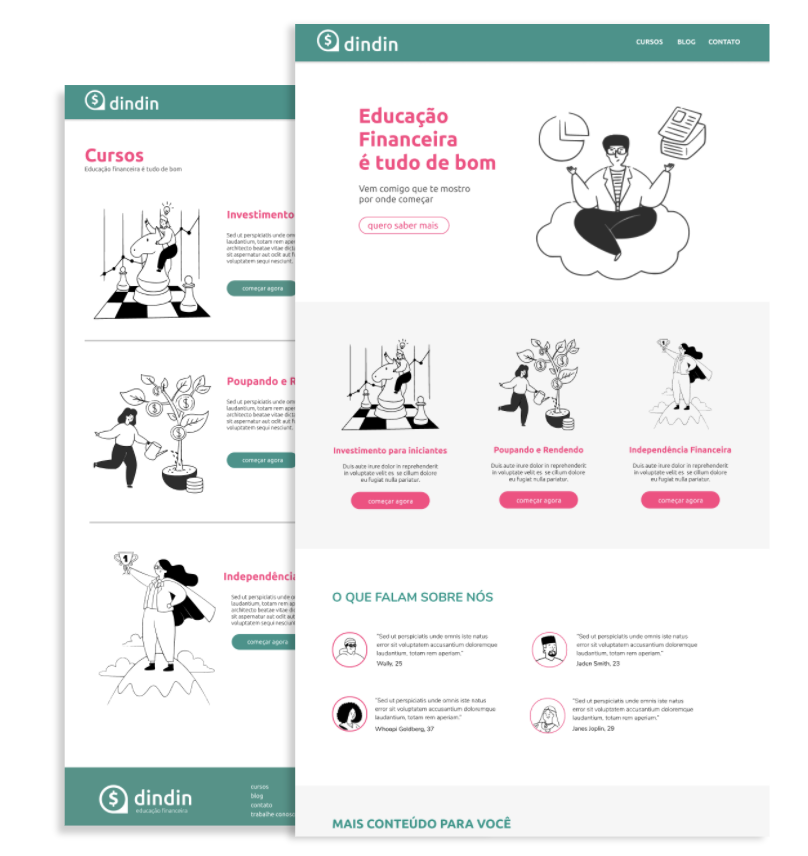 $ dindin
CURSOS BLOG CONTATO
Educação
Financeira
é tudo de bom
Vem comigo que te mostro
por onde começar
quero saber mais
Investimento para iniciantes
Duis aute irure dolor in reprehenderit
in voluptate velit es se cillum dolore
eu fugiat nulla pariatur.
começar agora
Poupando e Rendendo
Duis aute irure dolor in reprehenderit
in voluptate velit es se cillum dolore
eu fugiat nulla pariatur.
começar agora
Independência Financeira
Duis aute irure dolor in reprehenderit
in voluptate velit es se cillum dolore
eu fugiat nulla pariatur.
começar agora
O QUE FALAM SOBRE NÓS
"Sed ut perspiciatis unde omnis iste natus
error sit voluptatem accusantium doloremque
laudantium, totam rem aperiam."
Wally, 25
"Sed ut perspiciatis unde omnis iste natus
error sit voluptatem accusantium doloremque
laudantium, totam rem aperiam."
Jaden Smith, 23
"Sed ut perspiciatis unde omnis iste natus
error sit voluptatem accusantium doloremque
laudantium, totam rem aperiam."
Whoopi Goldberg, 37
"Sed ut perspiciatis unde omnis iste natus
error sit voluptatem accusantium doloremque
laudantium, totam rem aperiam."
Janes Joplin, 29
MAIS CONTEÚDO PARA VOCÊ
$ dindin
Cursos
Educação financeira é tudo de bom
Investimento
Sed ut perspiciatis unde
laudantium, totam rem
architecto beatae vitae
sit aspernatur aut odit aut
voluptatem sequi nesciunt.
começar agora
Poupando e
Sed ut perspiciatis unde
laudantium, totam rem
architecto beatae vitae
sit aspernatur aut odit aut
voluptatem sequi nesciunt.
começar agora
1
Independência
Sed ut perspiciatis unde
laudantium, totam rem
architecto beatae vitae
sit aspernatur aut odit aut
voluptatem sequi nesciunt
começar agora
$ dindin
educação financeira
cursos
blog
contato
trabalhe conosc